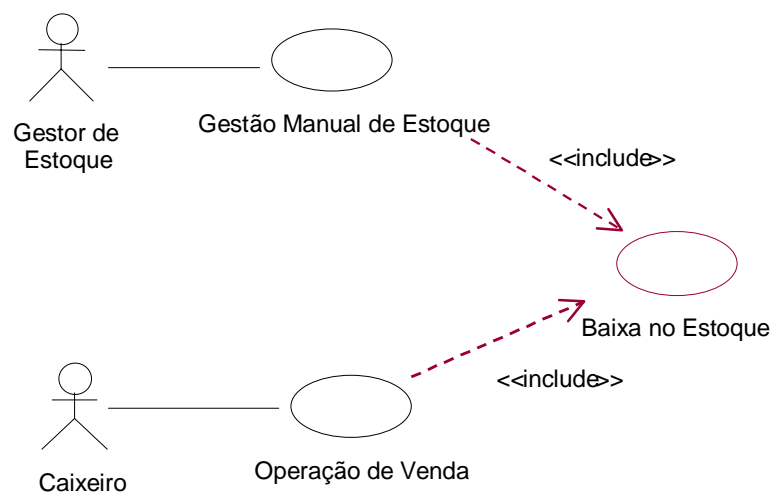 Gestor de
Estoque
Gestão Manual de Estoque
<<include>>
Baixa no Estoque
<<include>>
Caixeiro
Operação de Venda